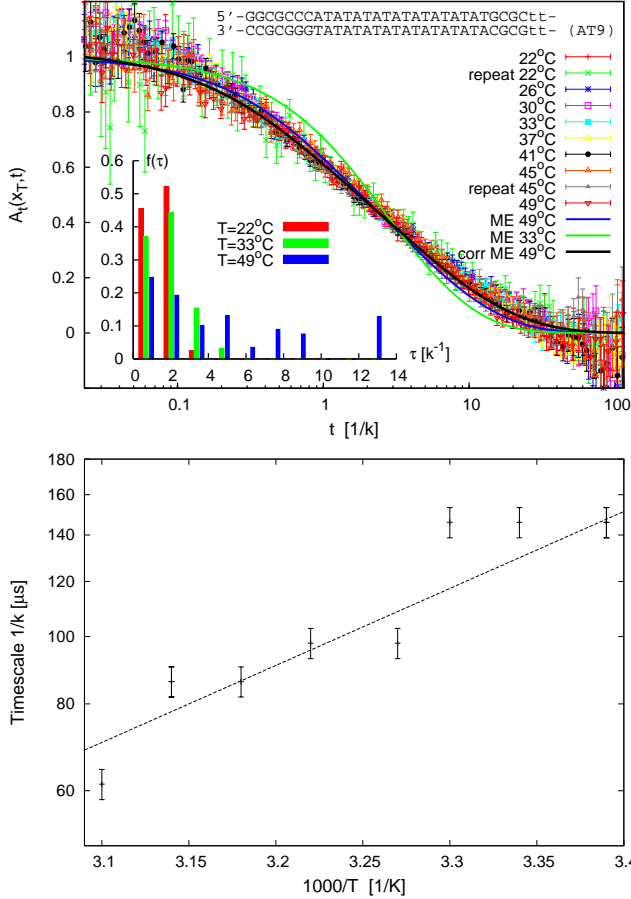 5'-GGCGCCCATATATATATATATATATATGCGCtt-
3'-CCGCGGGTATATATATATATATATATACGCGtt- (AT9)
22°C
repeat 22°C
26°C
30°C
33°C
37°C
41°C
45°C
repeat 45°C
49°C
ME 49°C
ME 33°C
corr ME 49°C
A_t(x_T,t)
1
0.8
0.6
0.4
0.2
0
0.6
0.5
0.4
0.3
0.2
0.1
0
f(τ)
T=22°C
T=33°C
T=49°C
0 2 4 6 8 10 12 14
τ [k⁻¹]
0.1 1 10 100
t [1/k]
180
160
140
120
100
80
60
Timescale 1/k [μs]
3.1 3.15 3.2 3.25 3.3 3.35 3.4
1000/T [1/K]